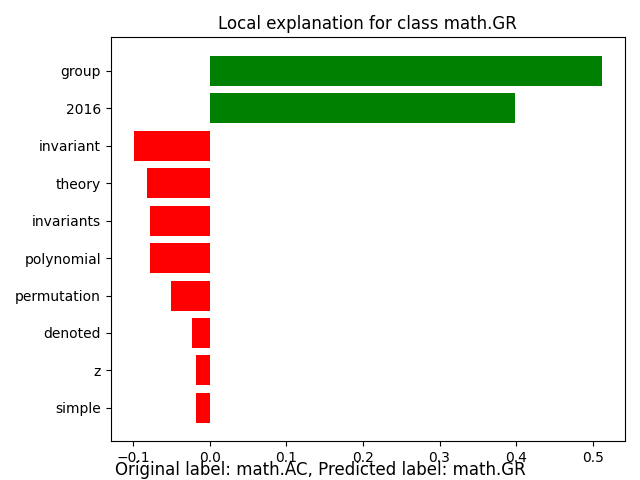 Local explanation for class math.GR
group
2016
invariant
theory
invariants
polynomial
permutation
denoted
z
simple
−0.1 0.0 0.1 0.2 0.3 0.4 0.5
Original label: math.AC, Predicted label: math.GR